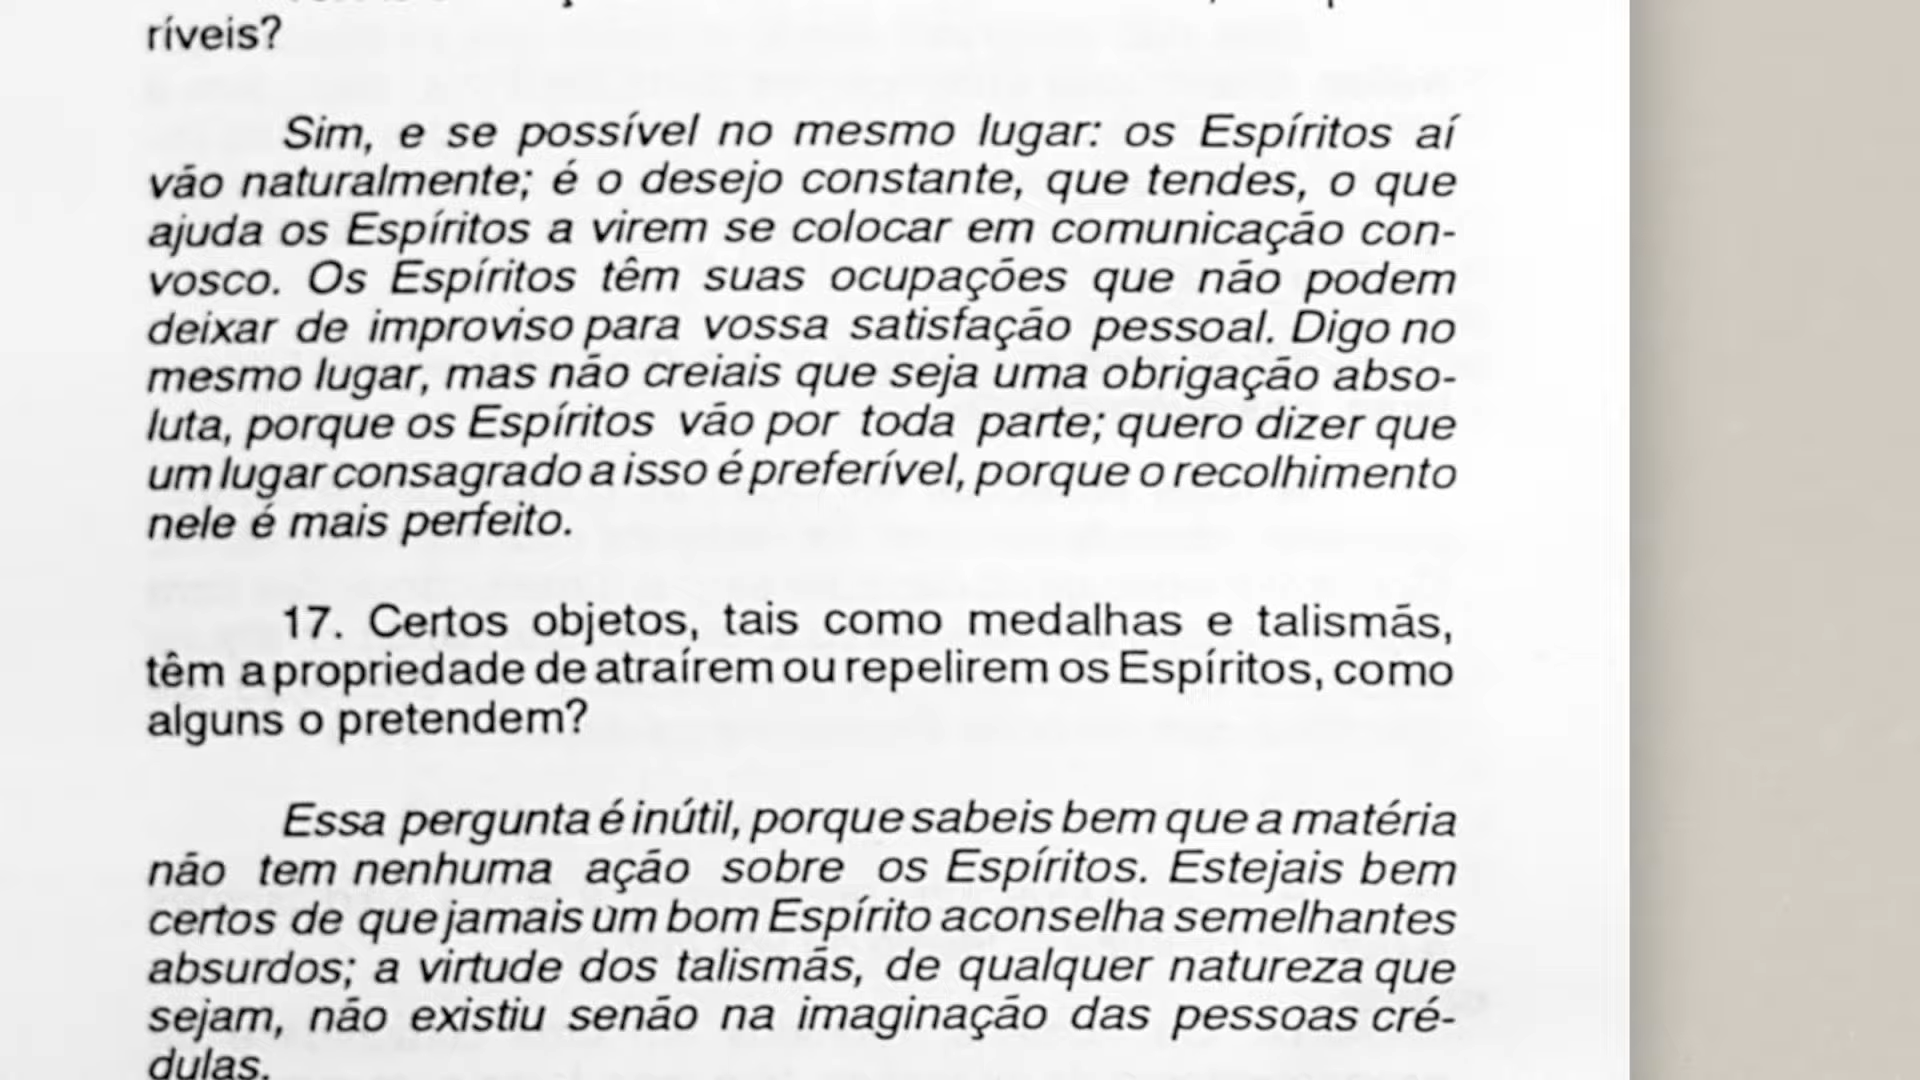 ríveis?
Sim, e se possível no mesmo lugar: os Espíritos aí
vão naturalmente; é o desejo constante, que tendes, o que
ajuda os Espíritos a virem se colocar em comunicação con-
vosco. Os Espíritos têm suas ocupações que não podem
deixar de improviso para vossa satisfação pessoal. Digo no
mesmo lugar, mas não creiais que seja uma obrigação abso-
luta, porque os Espíritos vão por toda parte; quero dizer que
um lugar consagrado a isso é preferível, porque o recolhimento
nele é mais perfeito.
17. Certos objetos, tais como medalhas e talismãs,
têm a propriedade de atraírem ou repelirem os Espíritos, como
alguns o pretendem?
Essa pergunta é inútil, porque sabeis bem que a matéria
não tem nenhuma ação sobre os Espíritos. Estejais bem
certos de que jamais um bom Espírito aconselha semelhantes
absurdos; a virtude dos talismãs, de qualquer natureza que
sejam, não existiu senão na imaginação das pessoas cré-
dulas.